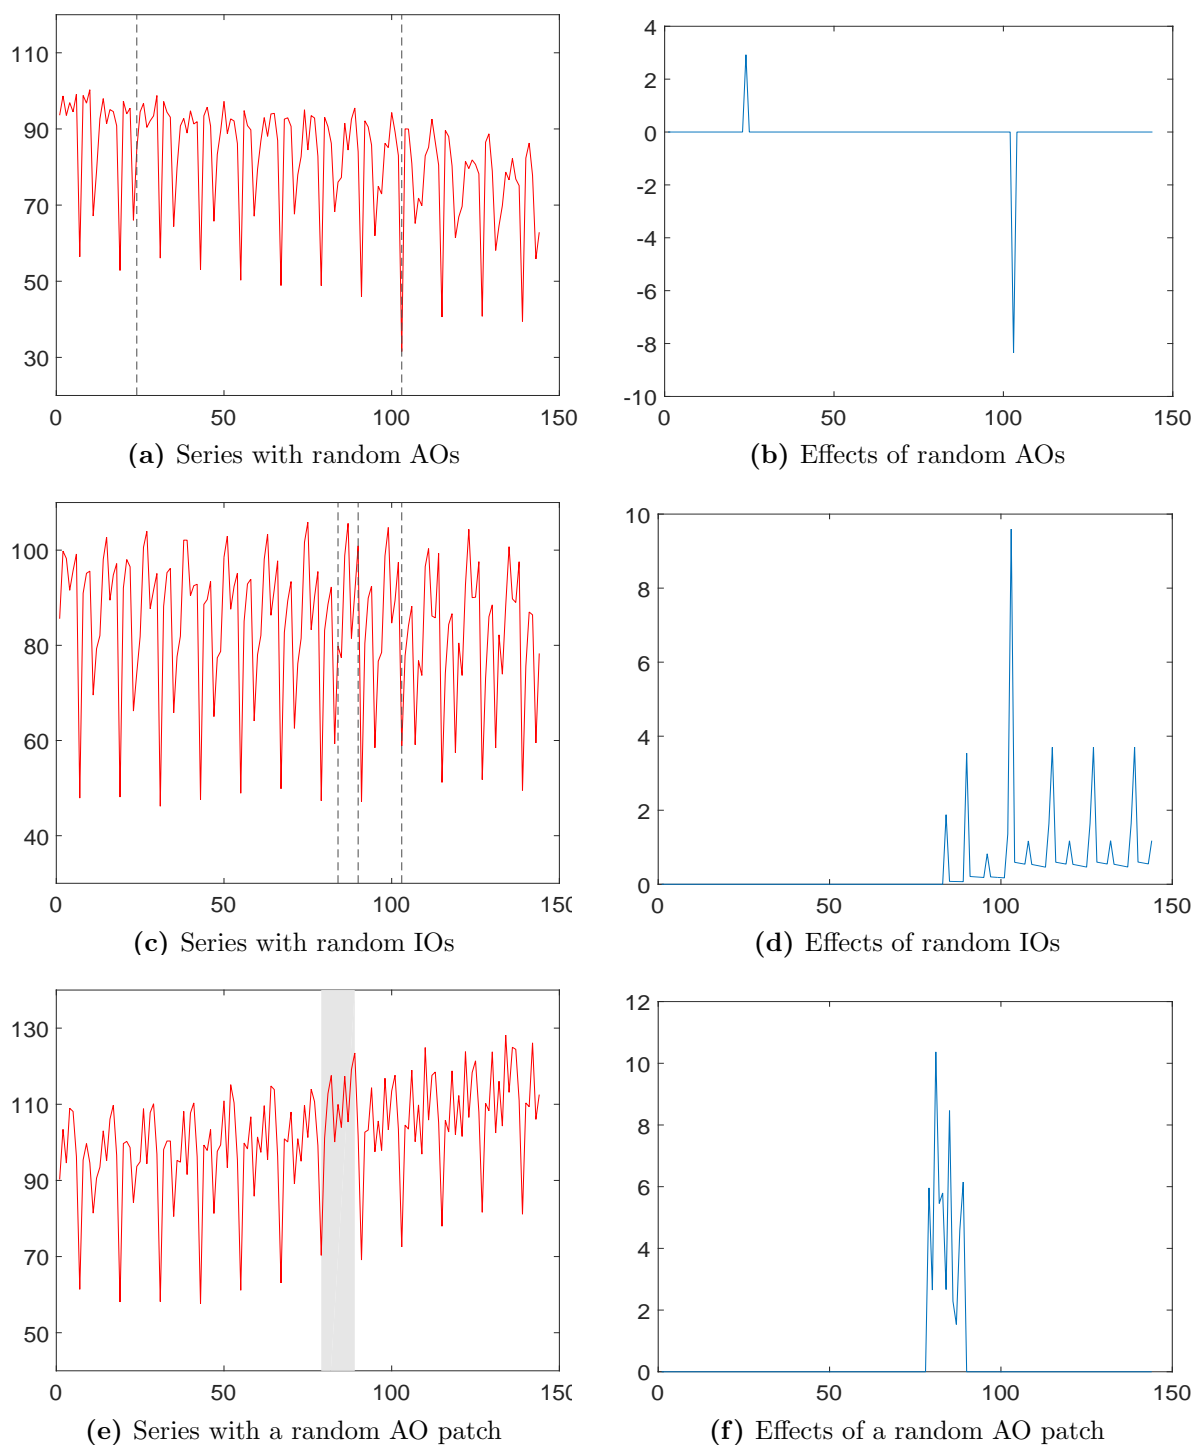 110
90
70
50
30
0 50 100 150
(a) Series with random AOs
4
2
0
-2
-4
-6
-8
-10
0 50 100 150
(b) Effects of random AOs
100
80
60
40
0 50 100 150
(c) Series with random IOs
10
8
6
4
2
0
0 50 100 150
(d) Effects of random IOs
130
110
90
70
50
0 50 100 150
(e) Series with a random AO patch
12
10
8
6
4
2
0
0 50 100 150
(f) Effects of a random AO patch